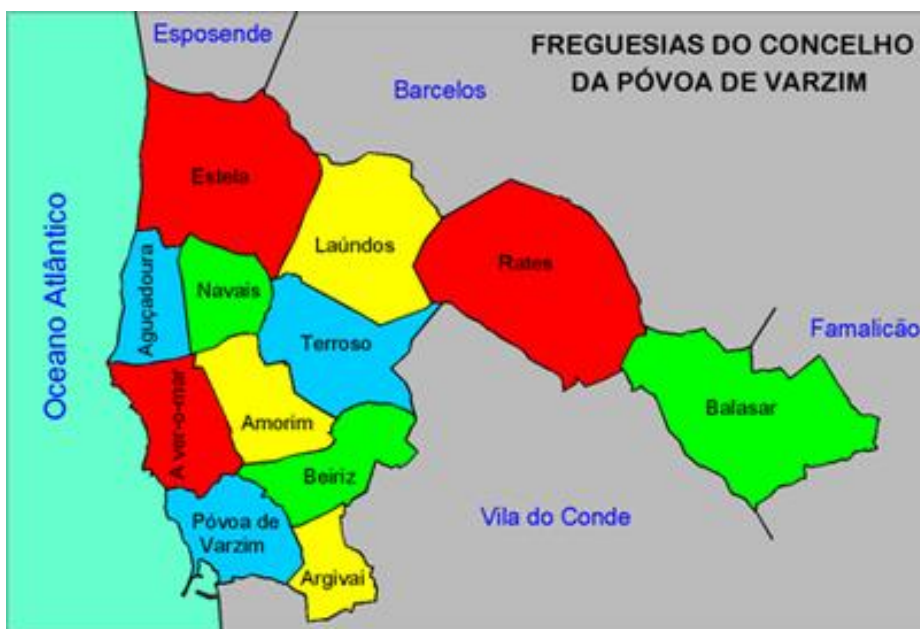 Esposende
FREGUESIAS DO CONCELHO
DA PÓVOA DE VARZIM
Barcelos
Oceano Atlântico
Estela
Laúndos
Rates
Aguçadoura
Navais
Terroso
Famalicão
A ver-o-mar
Amorim
Balasar
Beiriz
Vila do Conde
Póvoa de
Varzim
Argivai